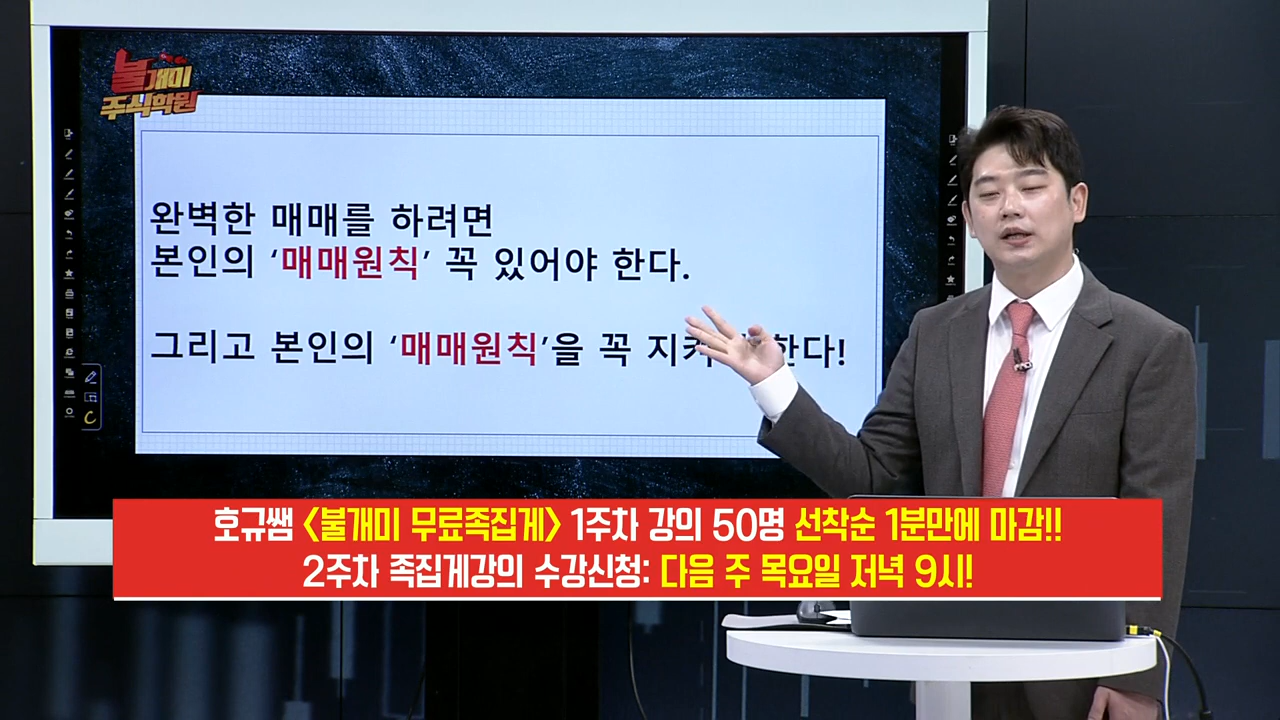 불개미
주식학원
완벽한 매매를 하려면
본인의 ‘매매원칙’ 꼭 있어야 한다.
그리고 본인의 ‘매매원칙’을 꼭 한다!
호규쌤 <불개미 무료족집게> 1주차 강의 50명 선착순 1분만에 마감!!
2주차 족집게강의 수강신청: 다음 주 목요일 저녁 9시!